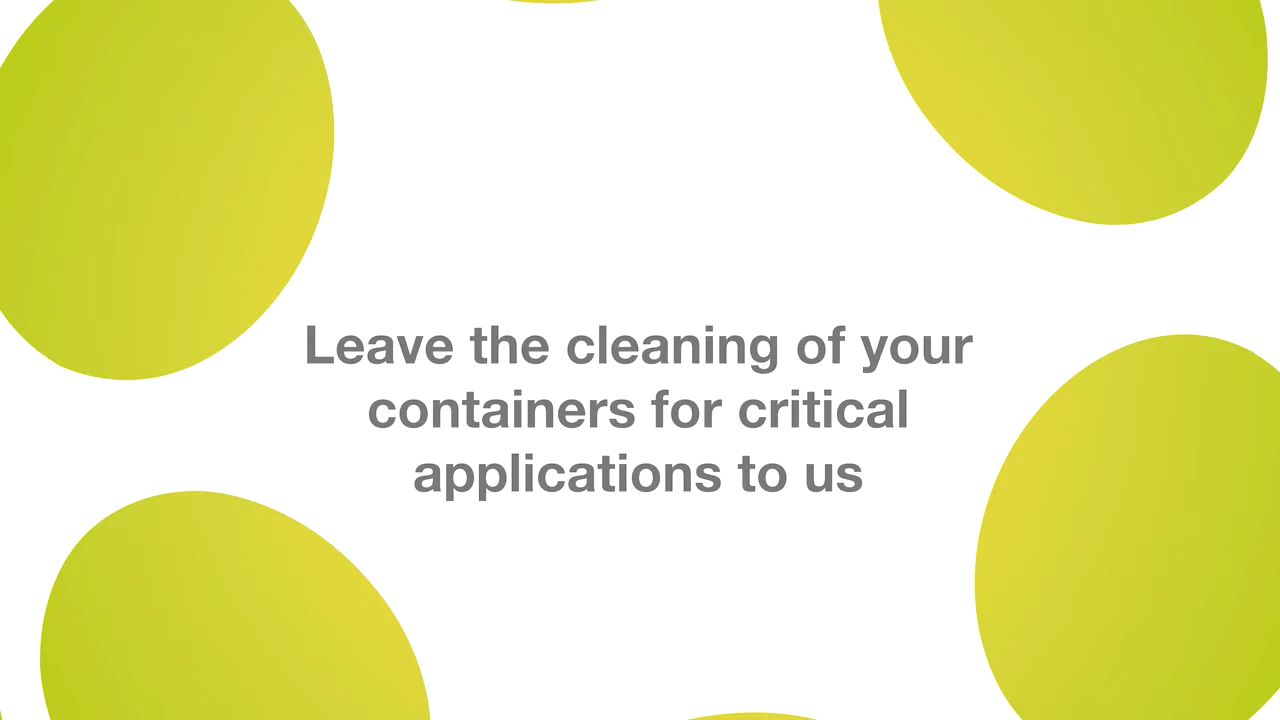 Leave the cleaning of your
containers for critical
applications to us